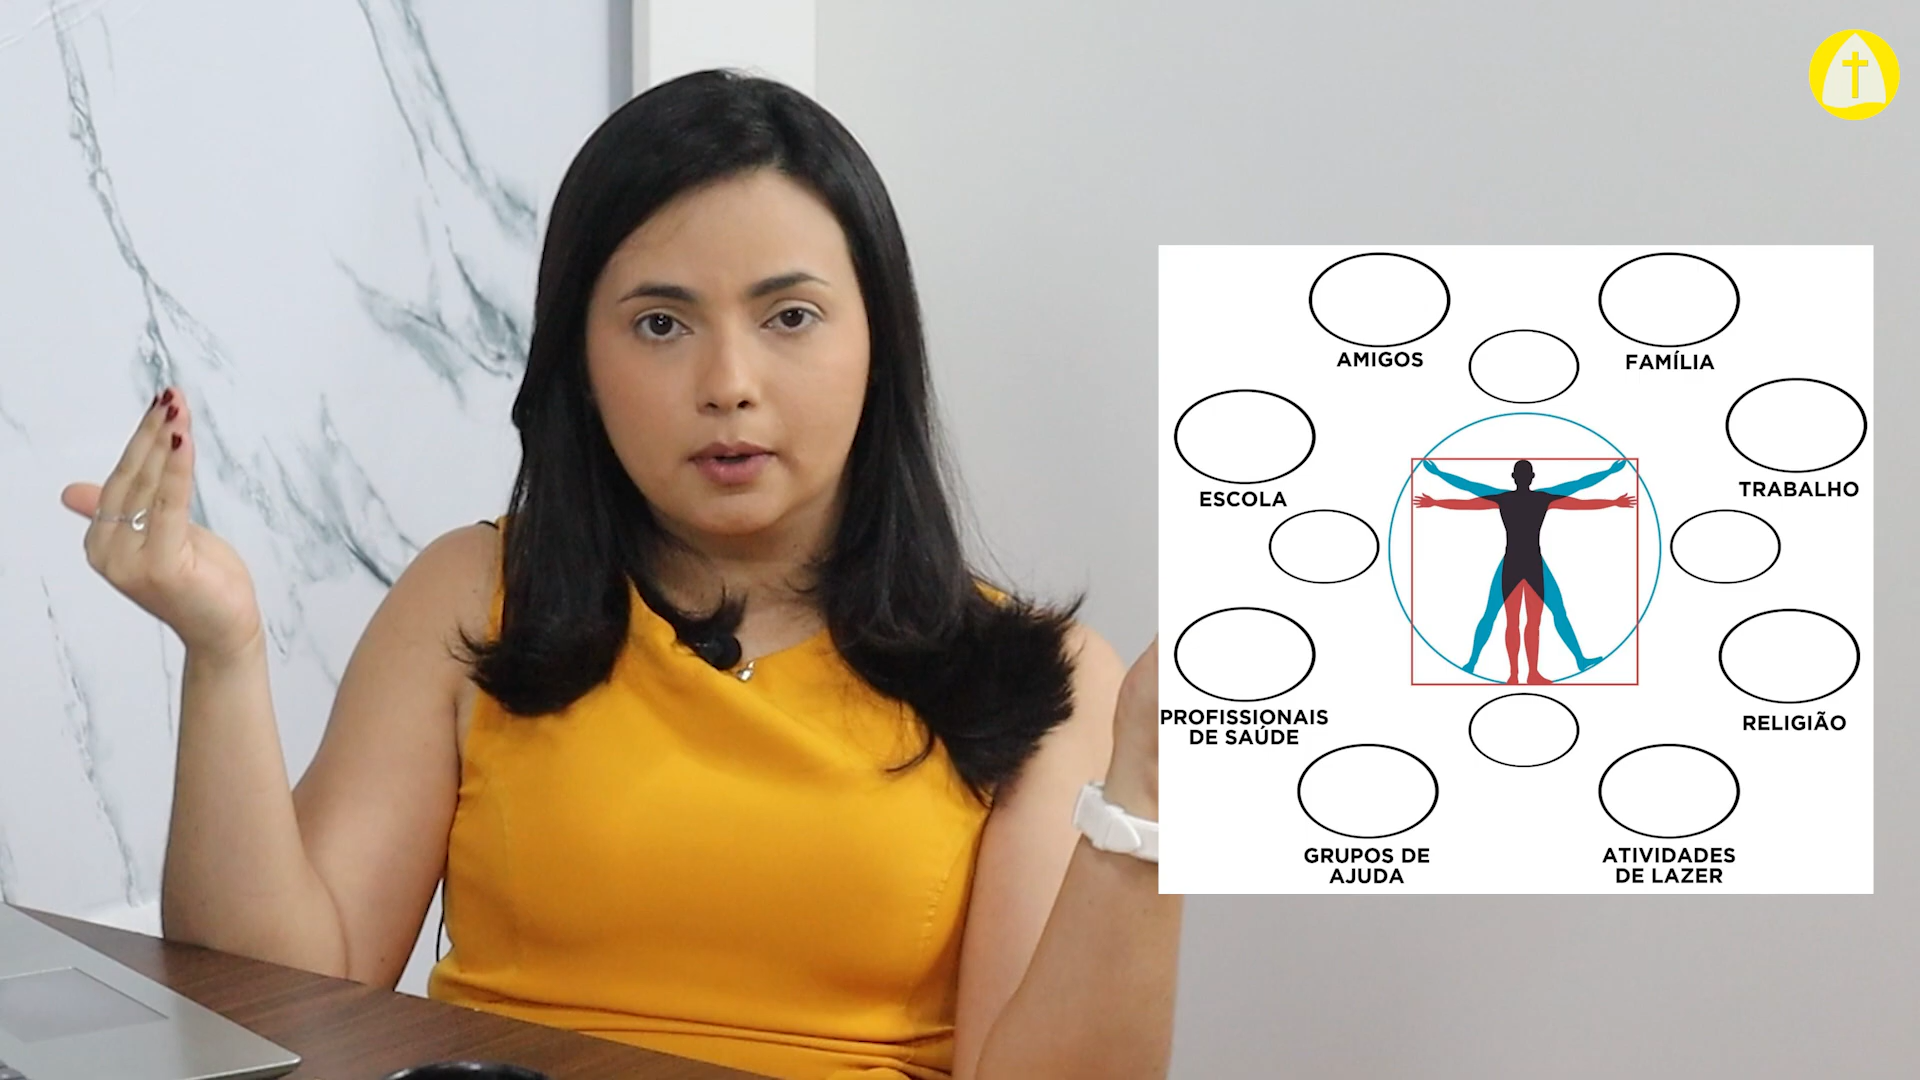 AMIGOS
FAMÍLIA
ESCOLA
TRABALHO
PROFISSIONAIS
DE SAÚDE
RELIGIÃO
GRUPOS DE
AJUDA
ATIVIDADES
DE LAZER